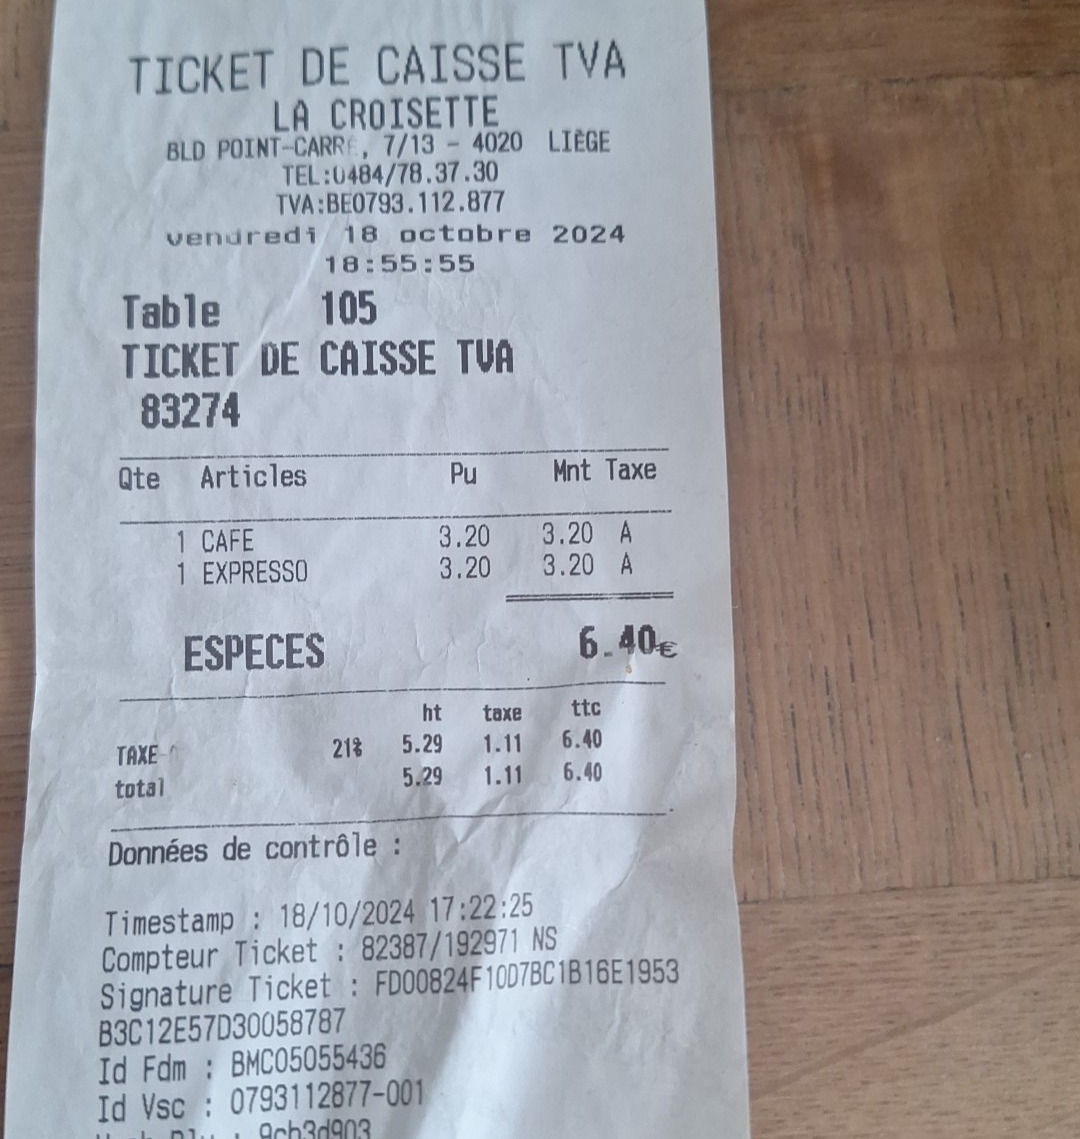 TICKET DE CAISSE TVA
LA CROISETTE
BLD POINT-CARRE, 7/13 - 4020 LIÈGE
TEL:0484/78.37.30
TVA:BE0793.112.877
vendredi 18 octobre 2024
18:55:55
Table 105
TICKET DE CAISSE TVA
83274
Qte Articles Pu Mnt Taxe
1 CAFE 3.20 3.20 A
1 EXPRESSO 3.20 3.20 A
ESPECES 6.40€
ht taxe ttc
TAXE 21% 5.29 1.11 6.40
total 5.29 1.11 6.40
Données de contrôle :
Timestamp : 18/10/2024 17:22:25
Compteur Ticket : 82387/192971 NS
Signature Ticket : FD00824F10D7BC1B16E1953
B3C12E57D30058787
Id Fdm : BMC05055436
Id Vsc : 0793112877-001
: 9cb3d903